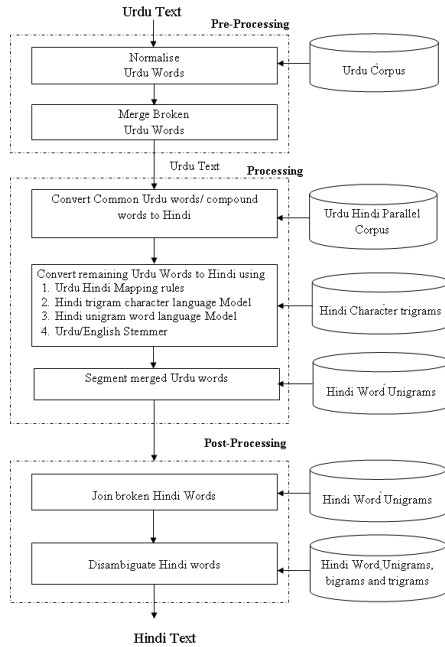 Urdu Text
Pre-Processing
Normalise
Urdu Words
Urdu Corpus
Merge Broken
Urdu Words
Urdu Text
Processing
Convert Common Urdu words/ compound
words to Hindi
Urdu Hindi Parallel
Corpus
Convert remaining Urdu Words to Hindi using
1. Urdu Hindi Mapping rules
2. Hindi trigram character language Model
3. Hindi unigram word language Model
4. Urdu/English Stemmer
Hindi Character trigrams
Segment merged Urdu words
Hindi Word Unigrams
Post-Processing
Join broken Hindi Words
Hindi Word Unigrams
Disambiguate Hindi words
Hindi Word Unigrams,
bigrams and trigrams
Hindi Text